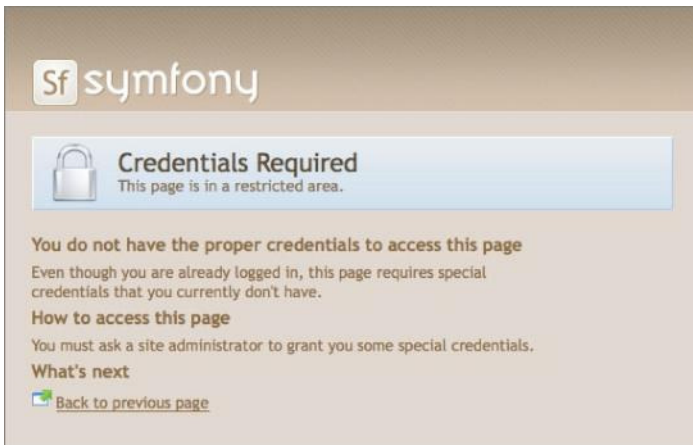 Sf symfony
Credentials Required
This page is in a restricted area.
You do not have the proper credentials to access this page
Even though you are already logged in, this page requires special
credentials that you currently don't have.
How to access this page
You must ask a site administrator to grant you some special credentials.
What's next
Back to previous page